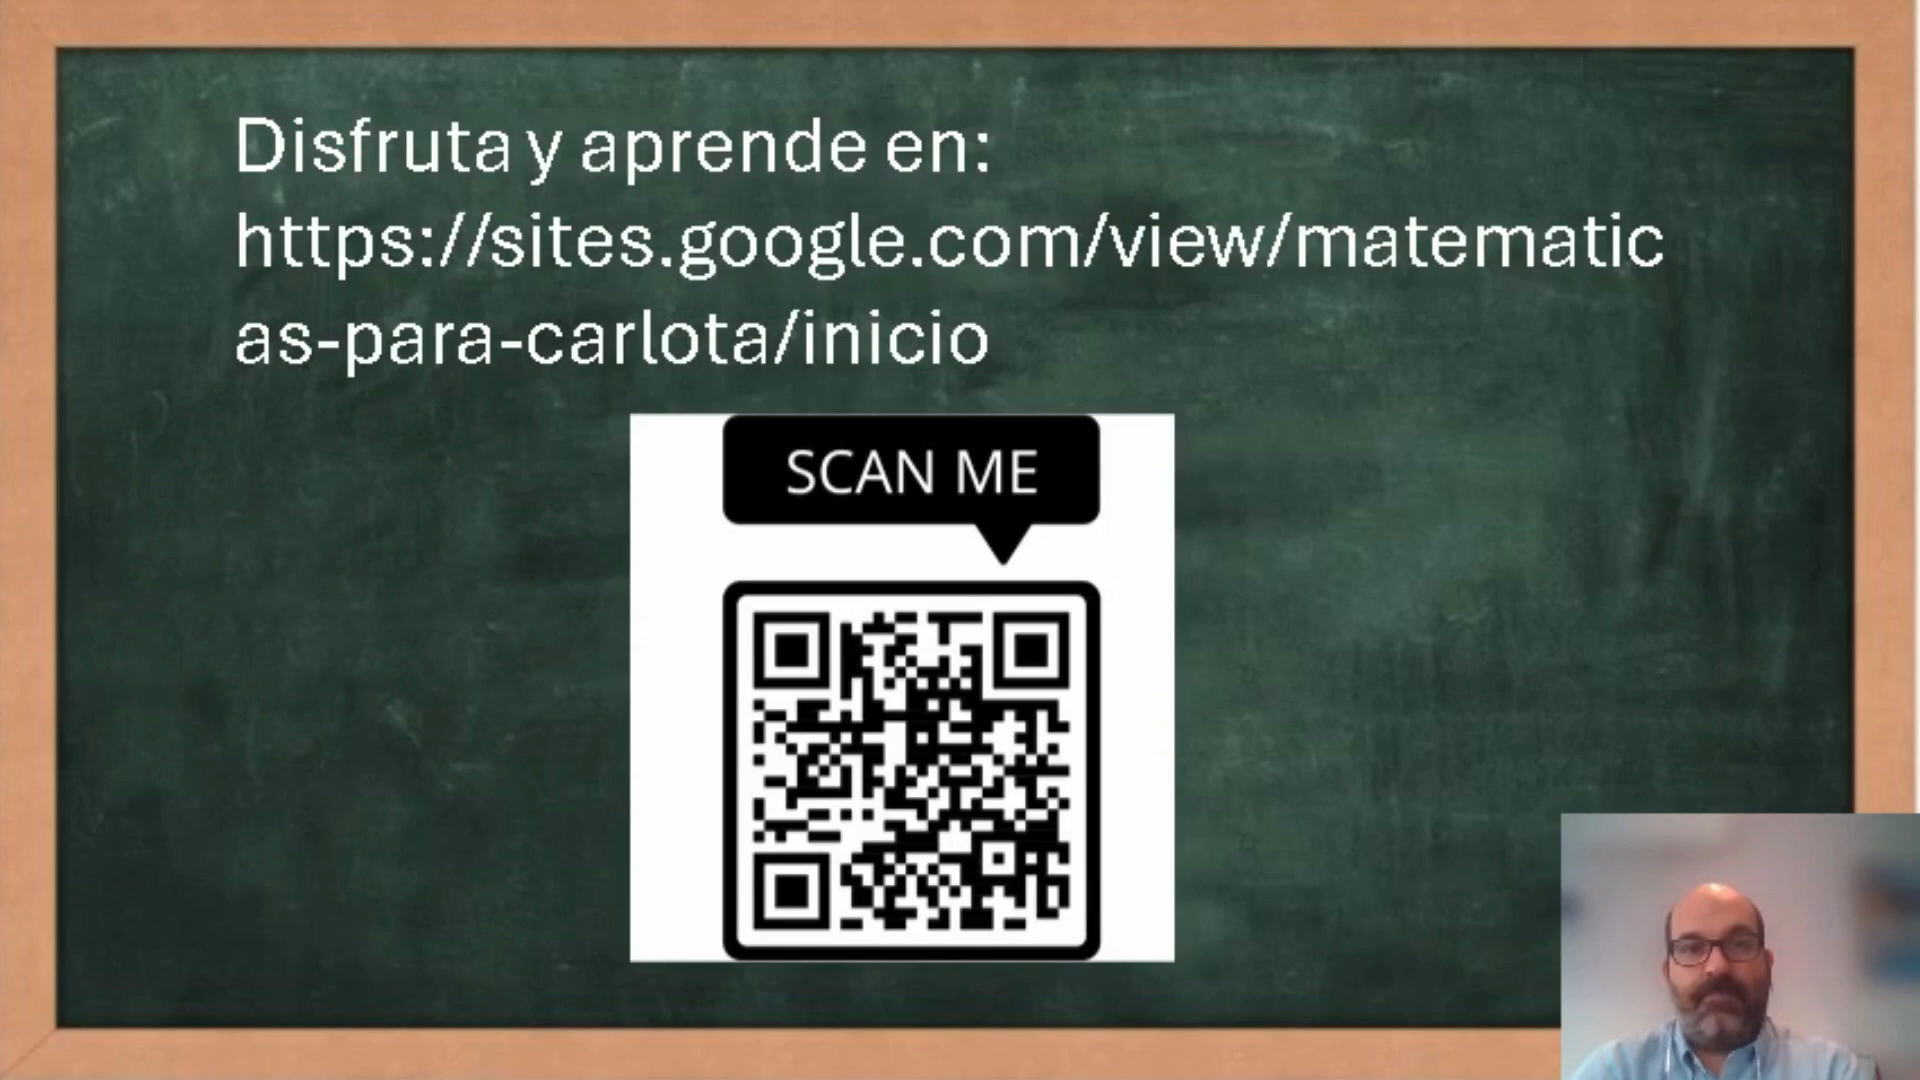 Disfruta y aprende en:
https://sites.google.com/view/matematic
as-para-carlota/inicio
SCAN ME